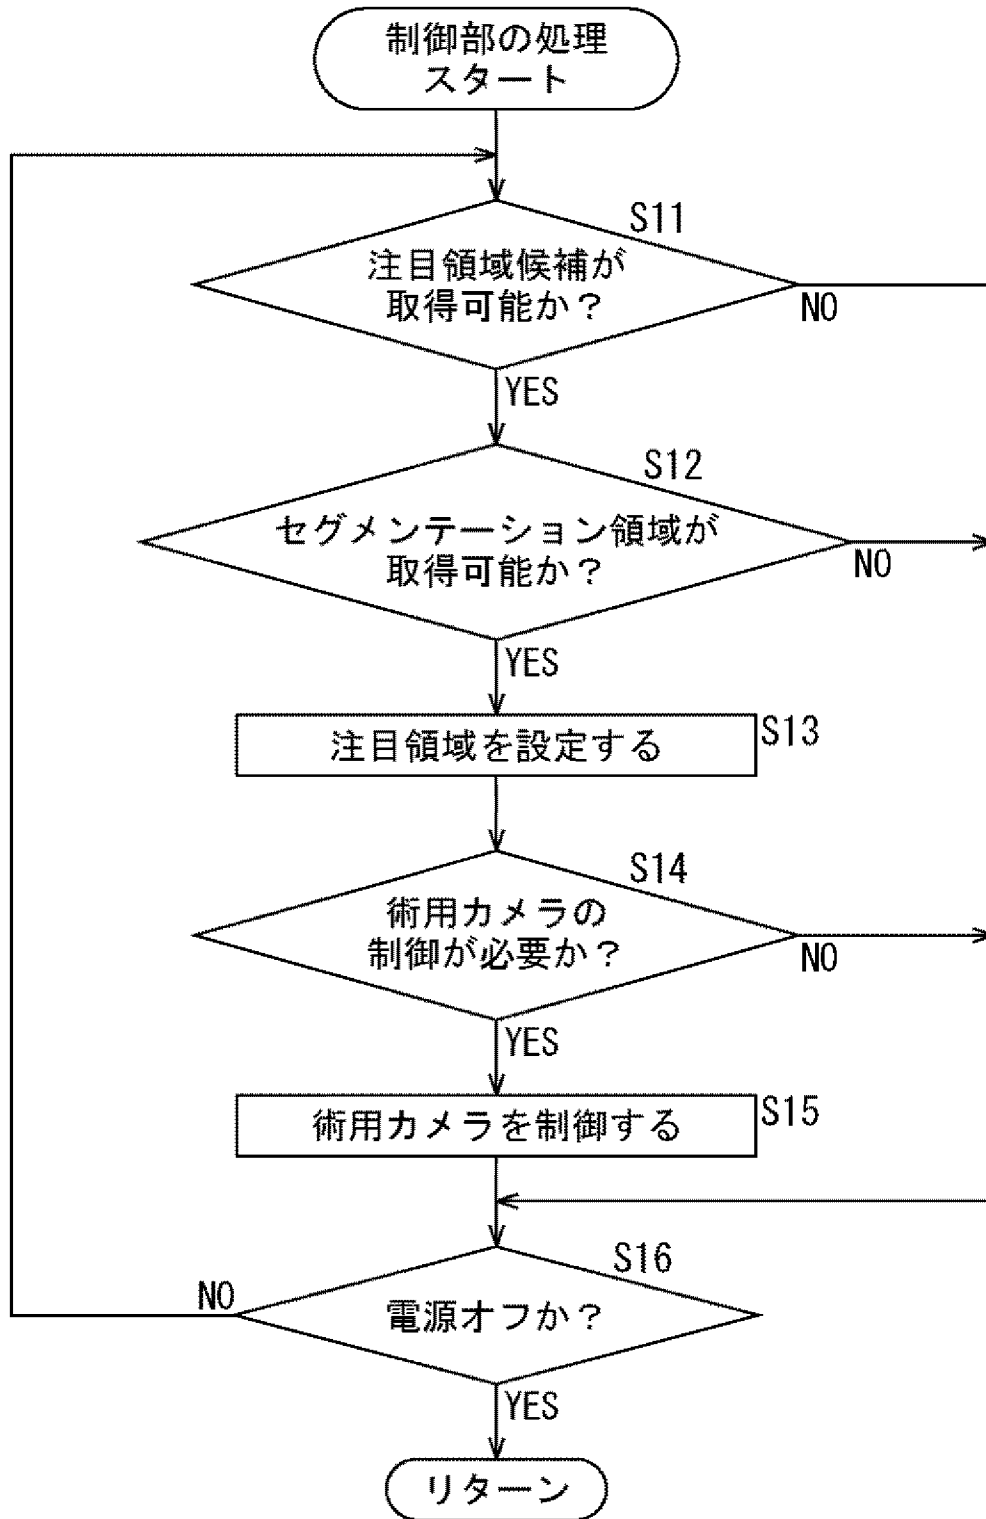 制御部の処理
スタート
S11
注目領域候補が
取得可能か？
NO
YES
S12
セグメンテーション領域が
取得可能か？
NO
YES
注目領域を設定する
S13
S14
術用カメラの
制御が必要か？
NO
YES
術用カメラを制御する
S15
S16
NO
電源オフか？
YES
リターン